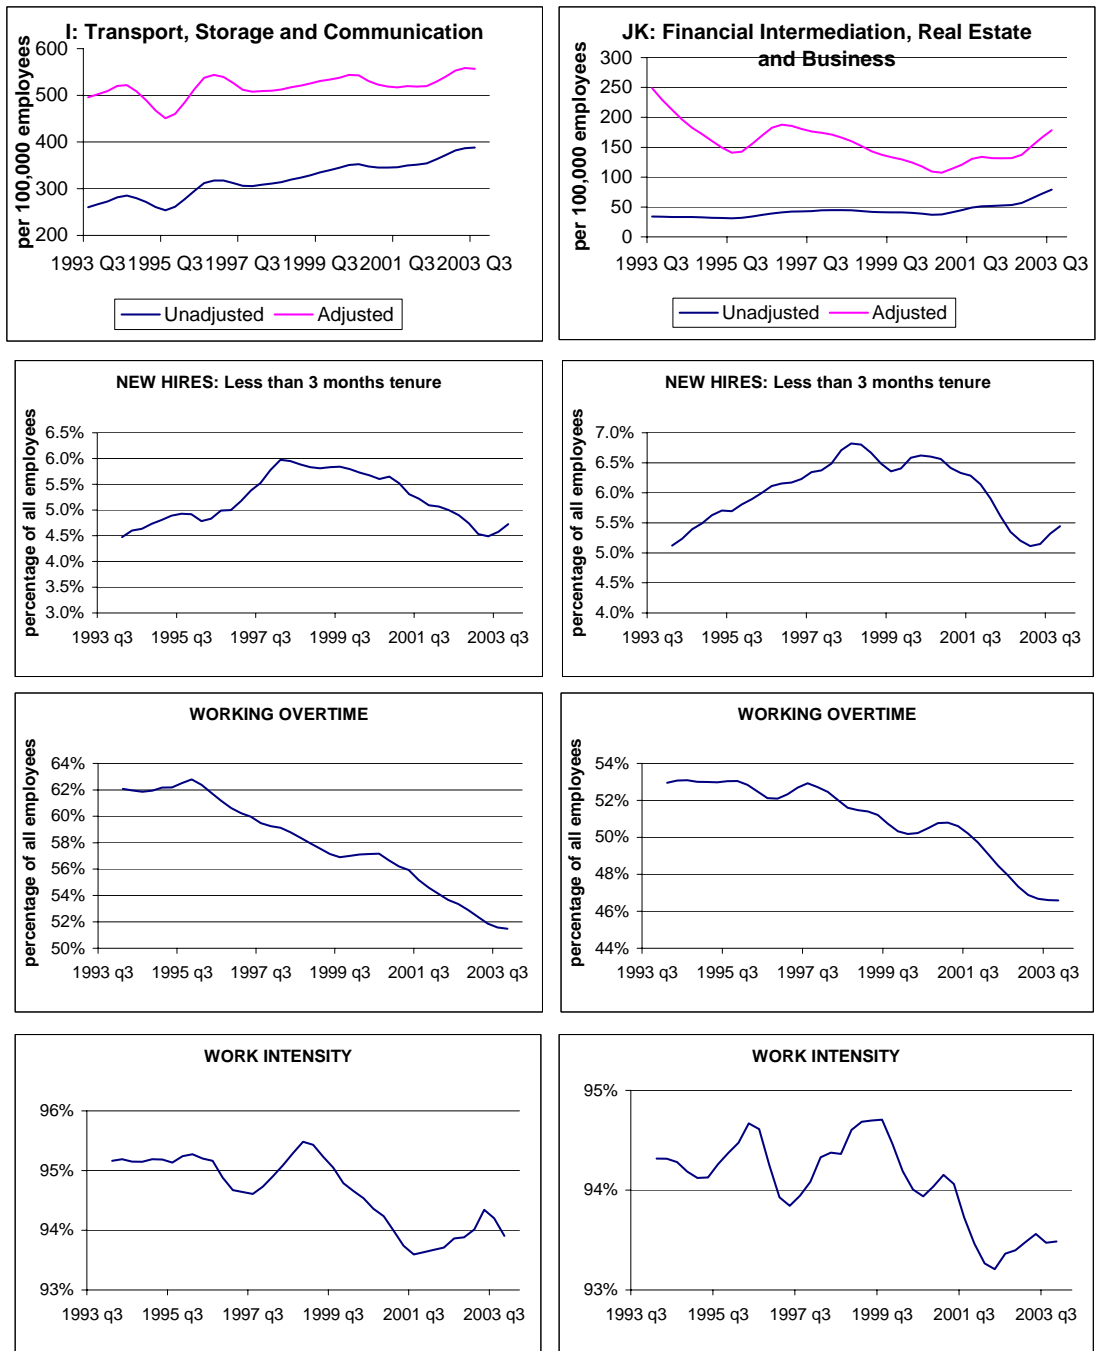 I: Transport, Storage and Communication
per 100,000 employees
600
500
400
300
200
1993 Q3 1995 Q3 1997 Q3 1999 Q3 2001 Q3 2003 Q3
Unadjusted Adjusted
JK: Financial Intermediation, Real Estate
and Business
per 100,000 employees
300
250
200
150
100
50
0
1993 Q3 1995 Q3 1997 Q3 1999 Q3 2001 Q3 2003 Q3
Unadjusted Adjusted
NEW HIRES: Less than 3 months tenure
percentage of all employees
6.5%
6.0%
5.5%
5.0%
4.5%
4.0%
3.5%
3.0%
1993 q3 1995 q3 1997 q3 1999 q3 2001 q3 2003 q3
NEW HIRES: Less than 3 months tenure
percentage of all employees
7.0%
6.5%
6.0%
5.5%
5.0%
4.5%
4.0%
1993 q3 1995 q3 1997 q3 1999 q3 2001 q3 2003 q3
WORKING OVERTIME
percentage of all employees
64%
62%
60%
58%
56%
54%
52%
50%
1993 q3 1995 q3 1997 q3 1999 q3 2001 q3 2003 q3
WORKING OVERTIME
percentage of all employees
54%
52%
50%
48%
46%
44%
1993 q3 1995 q3 1997 q3 1999 q3 2001 q3 2003 q3
WORK INTENSITY
96%
95%
94%
93%
1993 q3 1995 q3 1997 q3 1999 q3 2001 q3 2003 q3
WORK INTENSITY
95%
94%
93%
1993 q3 1995 q3 1997 q3 1999 q3 2001 q3 2003 q3